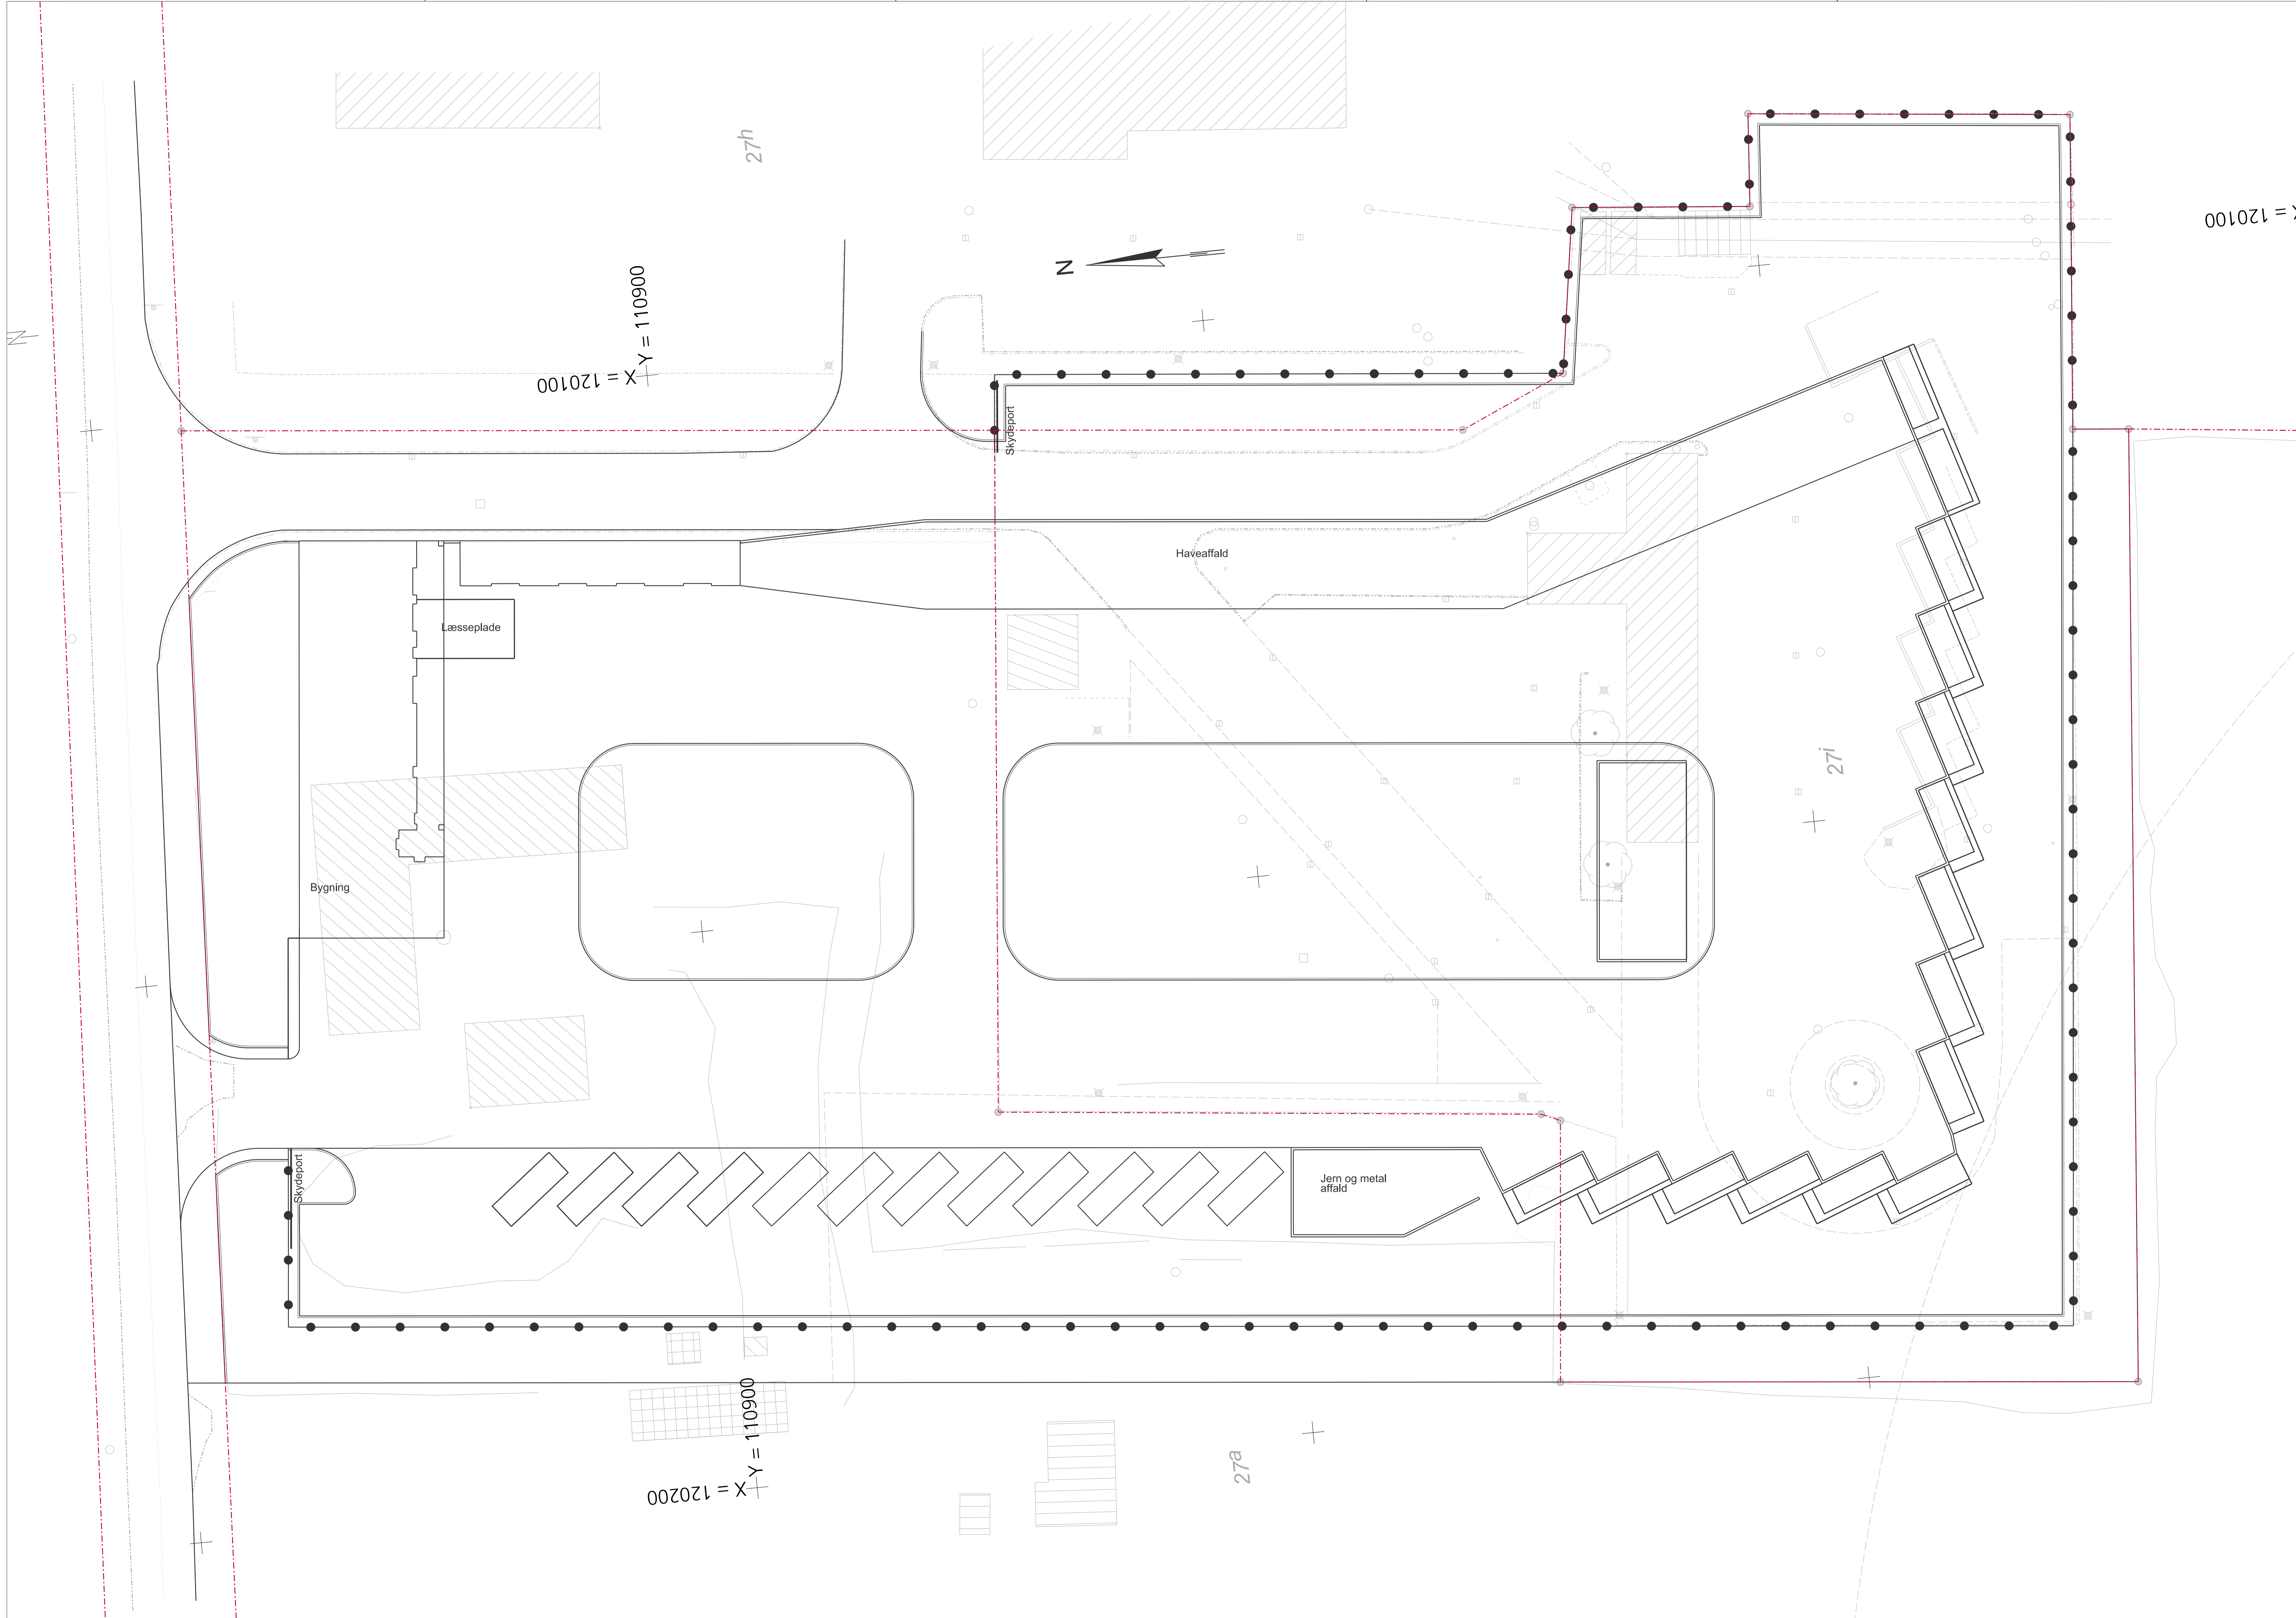 27h
X = 120100
N
Y = 110900
X = 120100
Skydeport
Haveaffald
Læsseplade
27i
Bygning
Skydeport
Jern og metal
affald
Y = 110900
27a
X = 120200